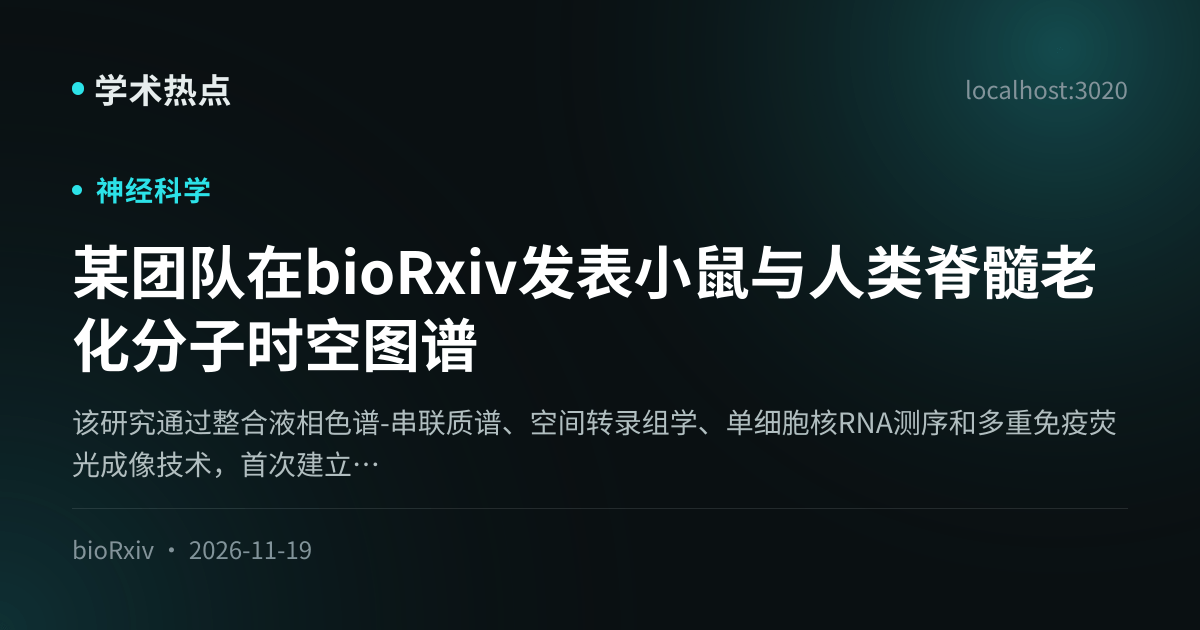 学术热点
localhost:3020
神经科学
某团队在bioRxiv发表小鼠与人类脊髓老
化分子时空图谱
该研究通过整合液相色谱-串联质谱、空间转录组学、单细胞核RNA测序和多重免疫荧
光成像技术，首次建立…
bioRxiv • 2026-11-19